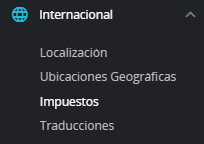 Internacional
Localización
Ubicaciones Geográficas
Impuestos
Traducciones